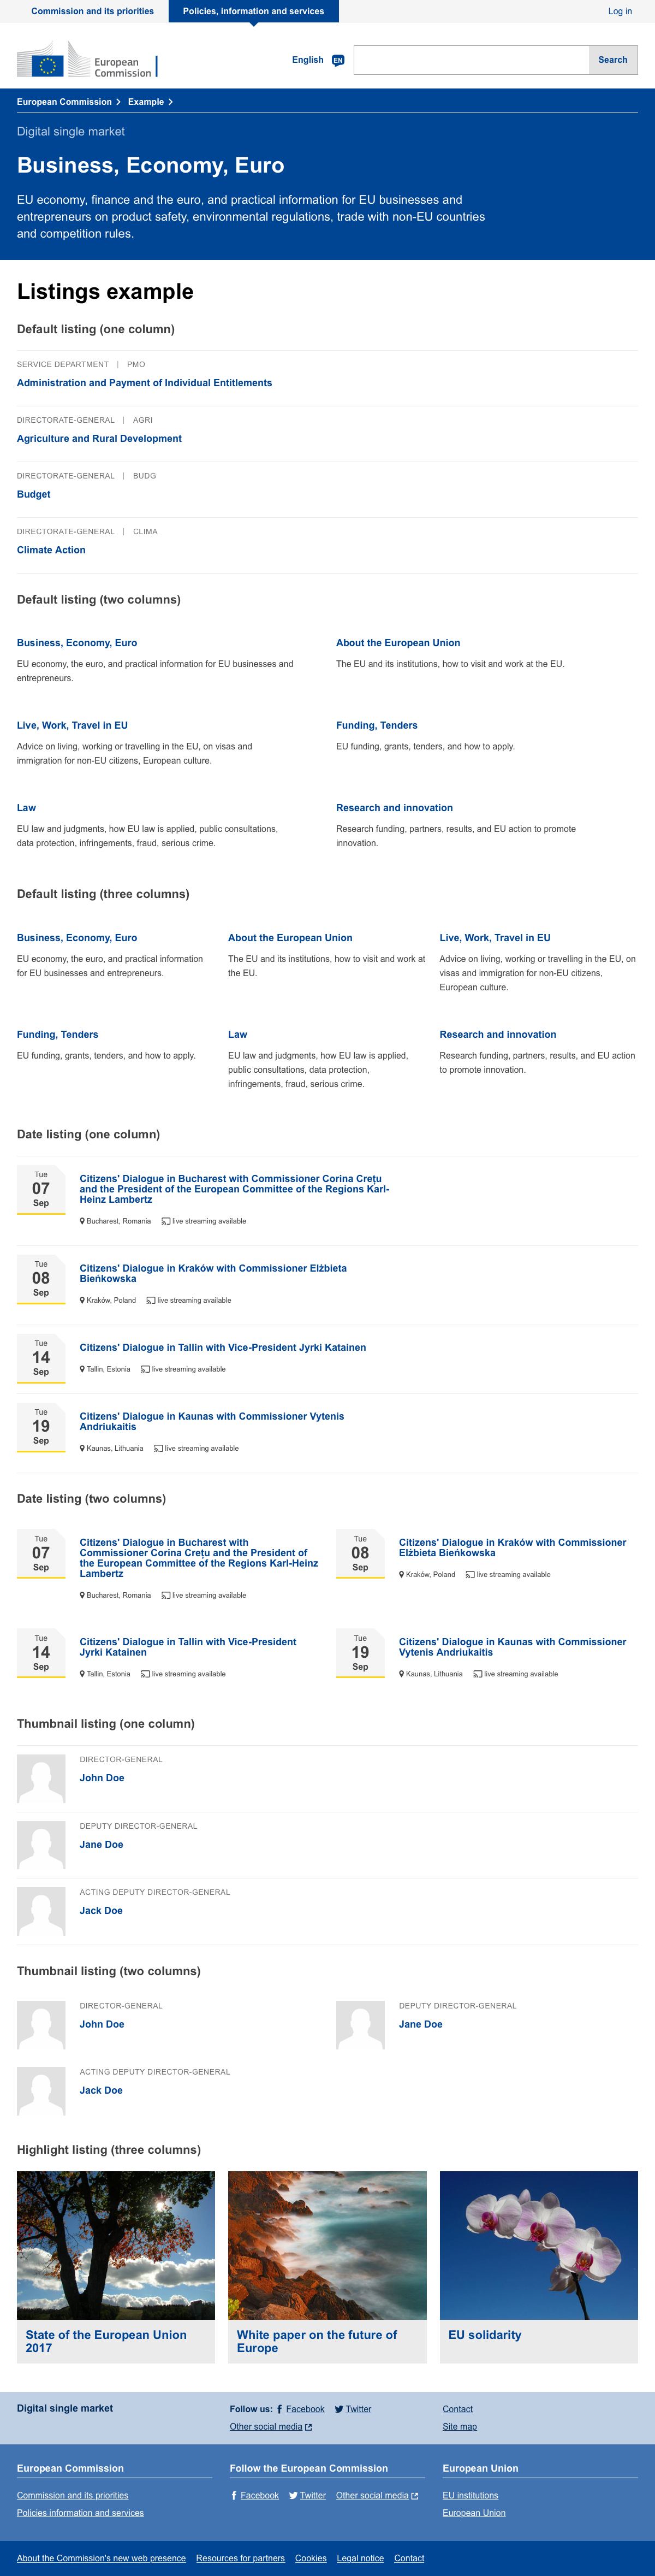 Commission and its priorities
Policies, information and services
Log in
European
Commission
English
EN
Search
European Commission
Example
Digital single market
Business, Economy, Euro
EU economy, finance and the euro, and practical information for EU businesses and
entrepreneurs on product safety, environmental regulations, trade with non-EU countries
and competition rules.
Listings example
Default listing (one column)
SERVICE DEPARTMENT | PMO
Administration and Payment of Individual Entitlements
DIRECTORATE-GENERAL | AGRI
Agriculture and Rural Development
DIRECTORATE-GENERAL | BUDG
Budget
DIRECTORATE-GENERAL | CLIMA
Climate Action
Default listing (two columns)
Business, Economy, Euro
EU economy, the euro, and practical information for EU businesses and
entrepreneurs.
About the European Union
The EU and its institutions, how to visit and work at the EU.
Live, Work, Travel in EU
Advice on living, working or travelling in the EU, on visas and
immigration for non-EU citizens, European culture.
Funding, Tenders
EU funding, grants, tenders, and how to apply.
Law
EU law and judgments, how EU law is applied, public consultations,
data protection, infringements, fraud, serious crime.
Research and innovation
Research funding, partners, results, and EU action to promote
innovation.
Default listing (three columns)
Business, Economy, Euro
EU economy, the euro, and practical information
for EU businesses and entrepreneurs.
About the European Union
The EU and its institutions, how to visit and work at
the EU.
Live, Work, Travel in EU
Advice on living, working or travelling in the EU, on
visas and immigration for non-EU citizens,
European culture.
Funding, Tenders
EU funding, grants, tenders, and how to apply.
Law
EU law and judgments, how EU law is applied,
public consultations, data protection,
infringements, fraud, serious crime.
Research and innovation
Research funding, partners, results, and EU action
to promote innovation.
Date listing (one column)
Tue
07
Sep
Citizens' Dialogue in Bucharest with Commissioner Corina Crețu
and the President of the European Committee of the Regions Karl-
Heinz Lambertz
Bucharest, Romania
live streaming available
Tue
08
Sep
Citizens' Dialogue in Kraków with Commissioner Elżbieta
Bieńkowska
Kraków, Poland
live streaming available
Tue
14
Sep
Citizens' Dialogue in Tallin with Vice-President Jyrki Katainen
Tallin, Estonia
live streaming available
Tue
19
Sep
Citizens' Dialogue in Kaunas with Commissioner Vytenis
Andriukaitis
Kaunas, Lithuania
live streaming available
Date listing (two columns)
Tue
07
Sep
Citizens' Dialogue in Bucharest with
Commissioner Corina Crețu and the President of
the European Committee of the Regions Karl-Heinz
Lambertz
Bucharest, Romania
live streaming available
Tue
08
Sep
Citizens' Dialogue in Kraków with Commissioner
Elżbieta Bieńkowska
Kraków, Poland
live streaming available
Tue
14
Sep
Citizens' Dialogue in Tallin with Vice-President
Jyrki Katainen
Tallin, Estonia
live streaming available
Tue
19
Sep
Citizens' Dialogue in Kaunas with Commissioner
Vytenis Andriukaitis
Kaunas, Lithuania
live streaming available
Thumbnail listing (one column)
DIRECTOR-GENERAL
John Doe
DEPUTY DIRECTOR-GENERAL
Jane Doe
ACTING DEPUTY DIRECTOR-GENERAL
Jack Doe
Thumbnail listing (two columns)
DIRECTOR-GENERAL
John Doe
DEPUTY DIRECTOR-GENERAL
Jane Doe
ACTING DEPUTY DIRECTOR-GENERAL
Jack Doe
Highlight listing (three columns)
State of the European Union
2017
White paper on the future of
Europe
EU solidarity
Digital single market
Follow us: Facebook Twitter
Other social media
Contact
Site map
European Commission
Commission and its priorities
Policies information and services
Follow the European Commission
Facebook Twitter Other social media
European Union
EU institutions
European Union
About the Commission's new web presence Resources for partners Cookies Legal notice Contact